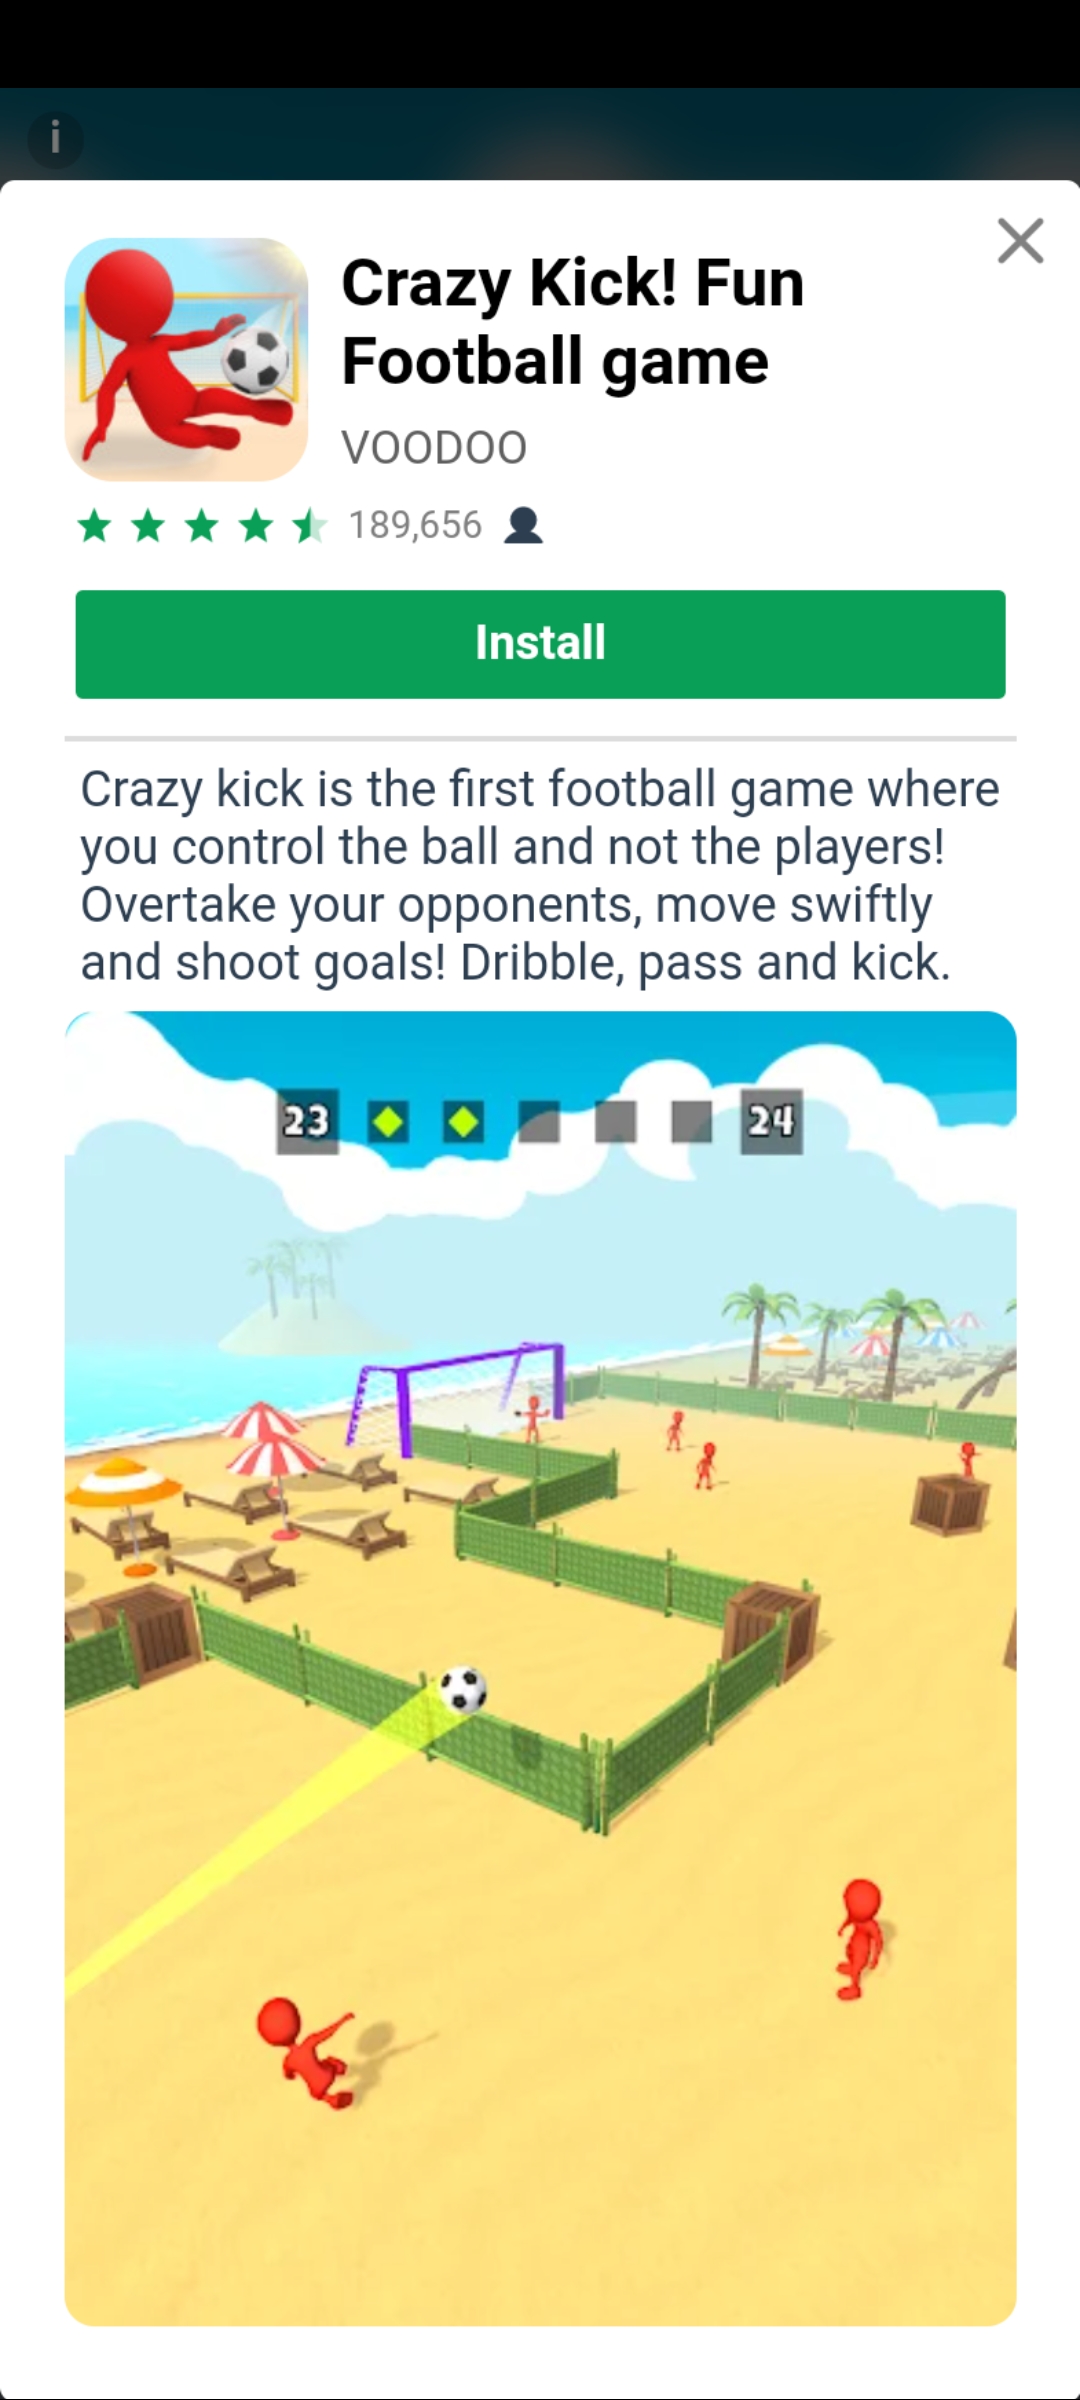 i
Crazy Kick! Fun
Football game
VOODOO
189,656
Install
Crazy kick is the first football game where
you control the ball and not the players!
Overtake your opponents, move swiftly
and shoot goals! Dribble, pass and kick.
23 24